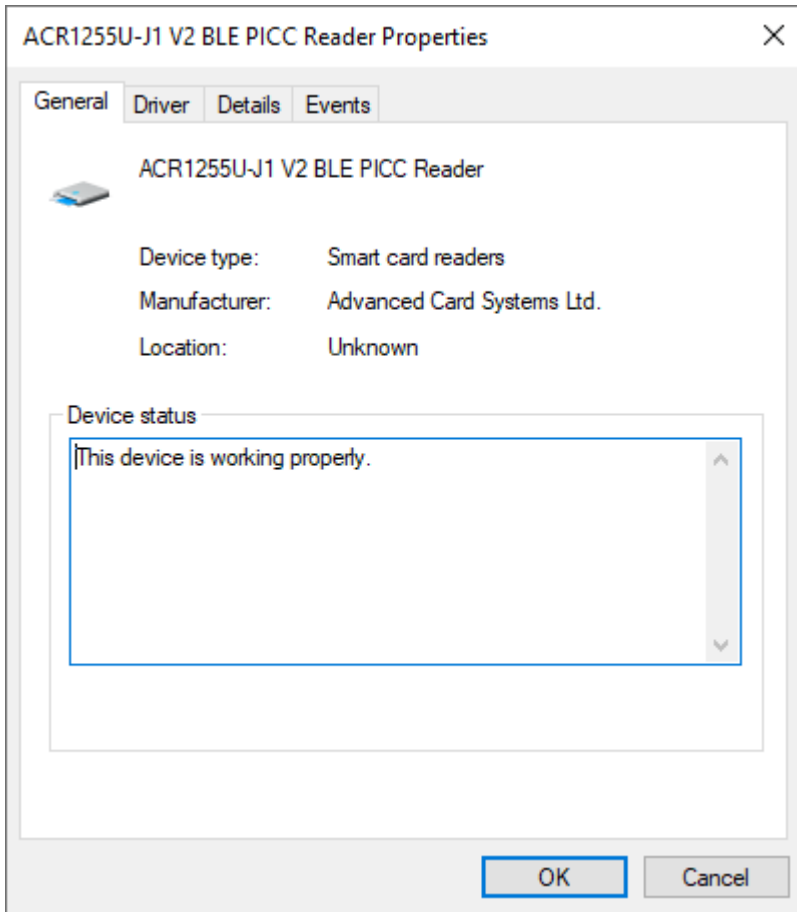 ACR1255U-J1 V2 BLE PICC Reader Properties
General Driver Details Events
ACR1255U-J1 V2 BLE PICC Reader
Device type: Smart card readers
Manufacturer: Advanced Card Systems Ltd.
Location: Unknown
Device status
This device is working properly.
OK Cancel